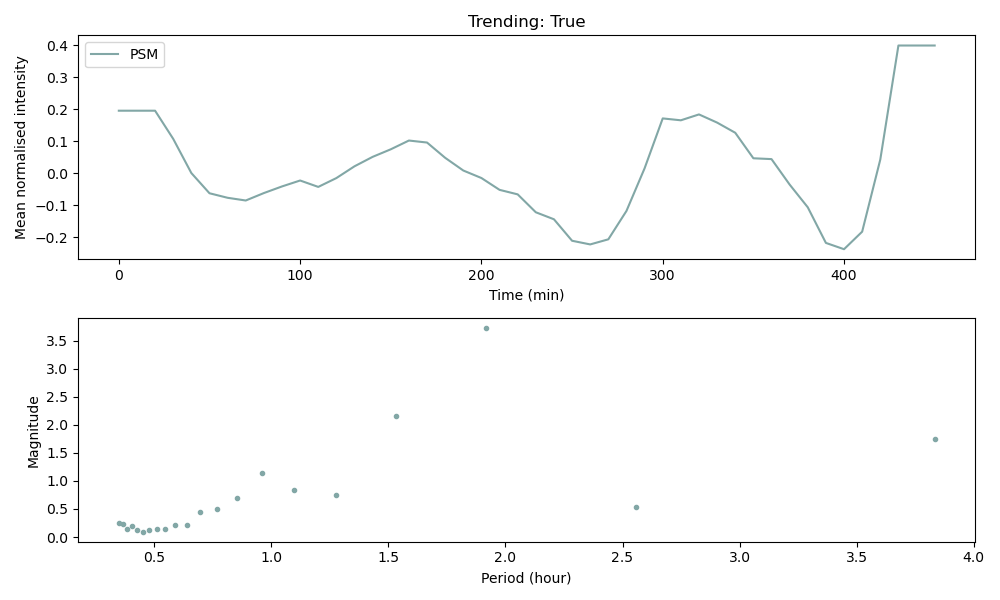 Trending: True
PSM
Mean normalised intensity
0.4
0.3
0.2
0.1
0.0
−0.1
−0.2
0 100 200 300 400
Time (min)
Magnitude
3.5
3.0
2.5
2.0
1.5
1.0
0.5
0.0
0.5 1.0 1.5 2.0 2.5 3.0 3.5 4.0
Period (hour)